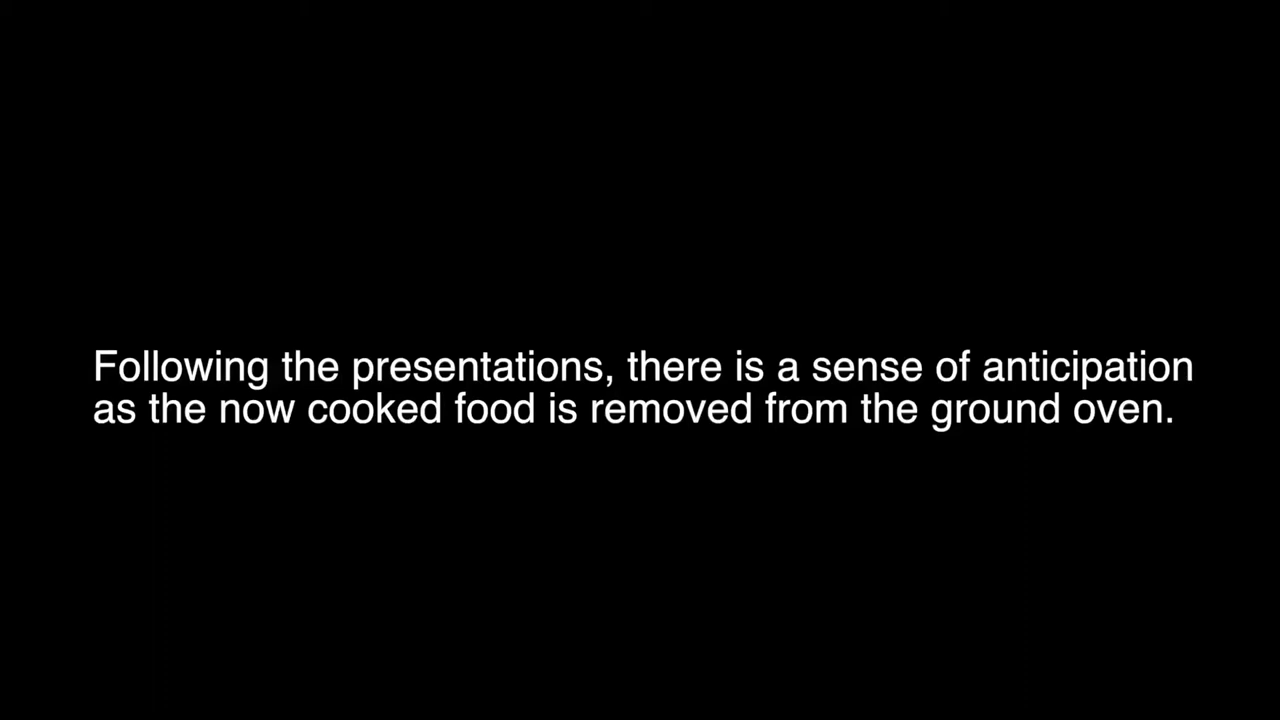 Following the presentations, there is a sense of anticipation
as the now cooked food is removed from the ground oven.